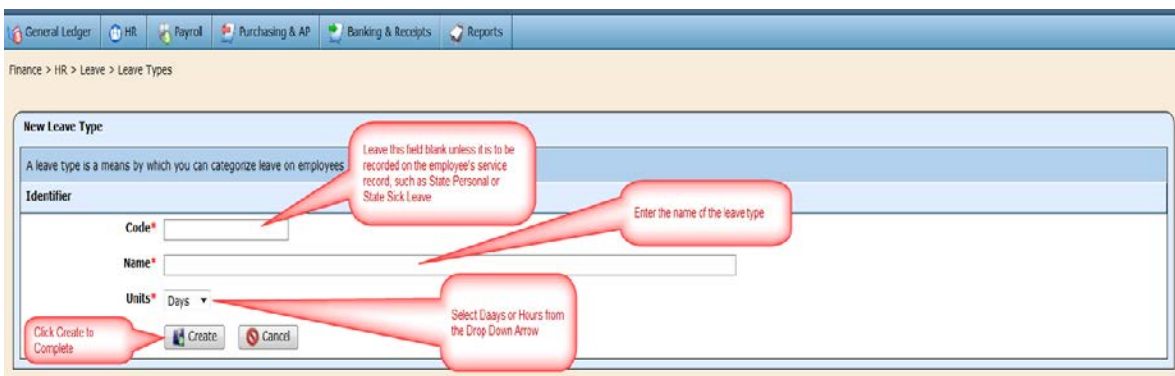 General Ledger HR Payroll Purchasing & AP Banking & Receipts Reports
Finance > HR > Leave > Leave Types
New Leave Type
A leave type is a means by which you can categorize leave on employees
Identifier
Leave this field blank unless it is to be
recorded on the employee's service
record, such as State Personal or
State Sick Leave
Code*
Enter the name of the leave type
Name*
Units* Days
Select Daays or Hours from
the Drop Down Arrow
Click Create to
Complete
Create Cancel